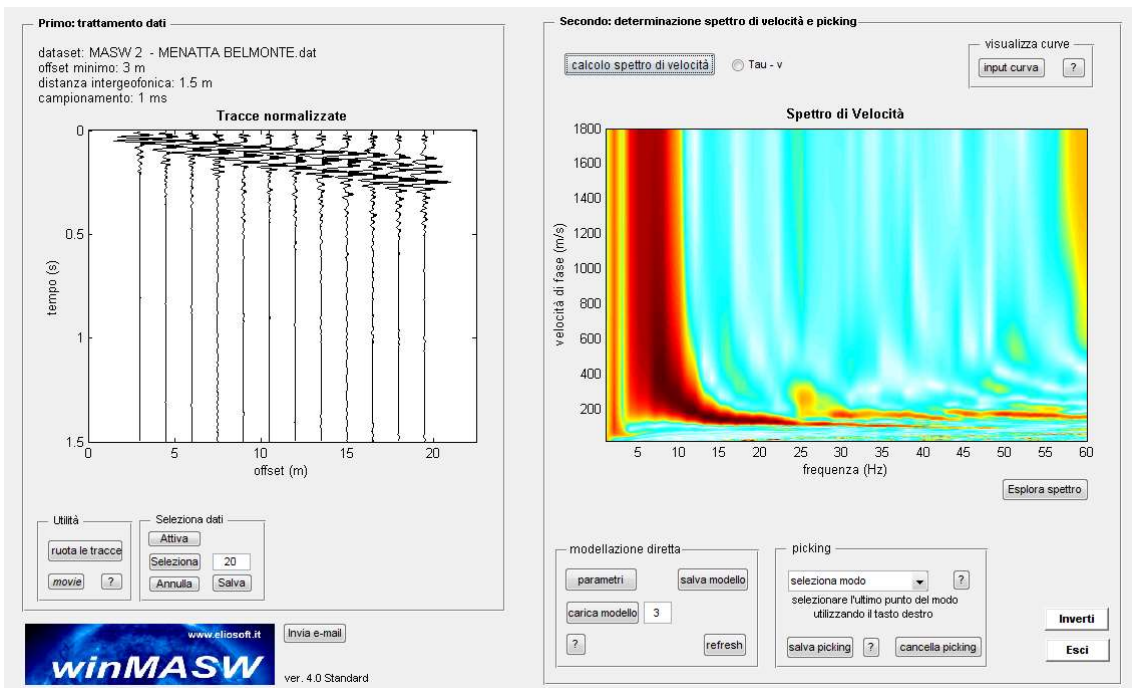 Primo: trattamento dati
dataset: MASW 2 - MENATTA BELMONTE.dat
offset minimo: 3 m
distanza intergeofonica: 1.5 m
campionamento: 1 ms
Tracce normalizzate
0
0.5
1
1.5
tempo (s)
0 5 10 15 20
offset (m)
Utilità
ruota le tracce
movie ?
Seleziona dati
Attiva
Seleziona 20
Annulla Salva
www.eliosoft.it
winMASW
Invia e-mail
ver. 4.0 Standard
Secondo: determinazione spettro di velocità e picking
calcolo spettro di velocità
Tau - v
visualizza curve
input curva ?
Spettro di Velocità
1800
1600
1400
1200
1000
800
600
400
200
velocità di fase (m/s)
5 10 15 20 25 30 35 40 45 50 55 60
frequenza (Hz)
Esplora spettro
modellazione diretta
parametri salva modello
carica modello 3
? refresh
picking
seleziona modo ?
selezionare l'ultimo punto del modo
utilizzando il tasto destro
salva picking ? cancella picking
Inverti
Esci